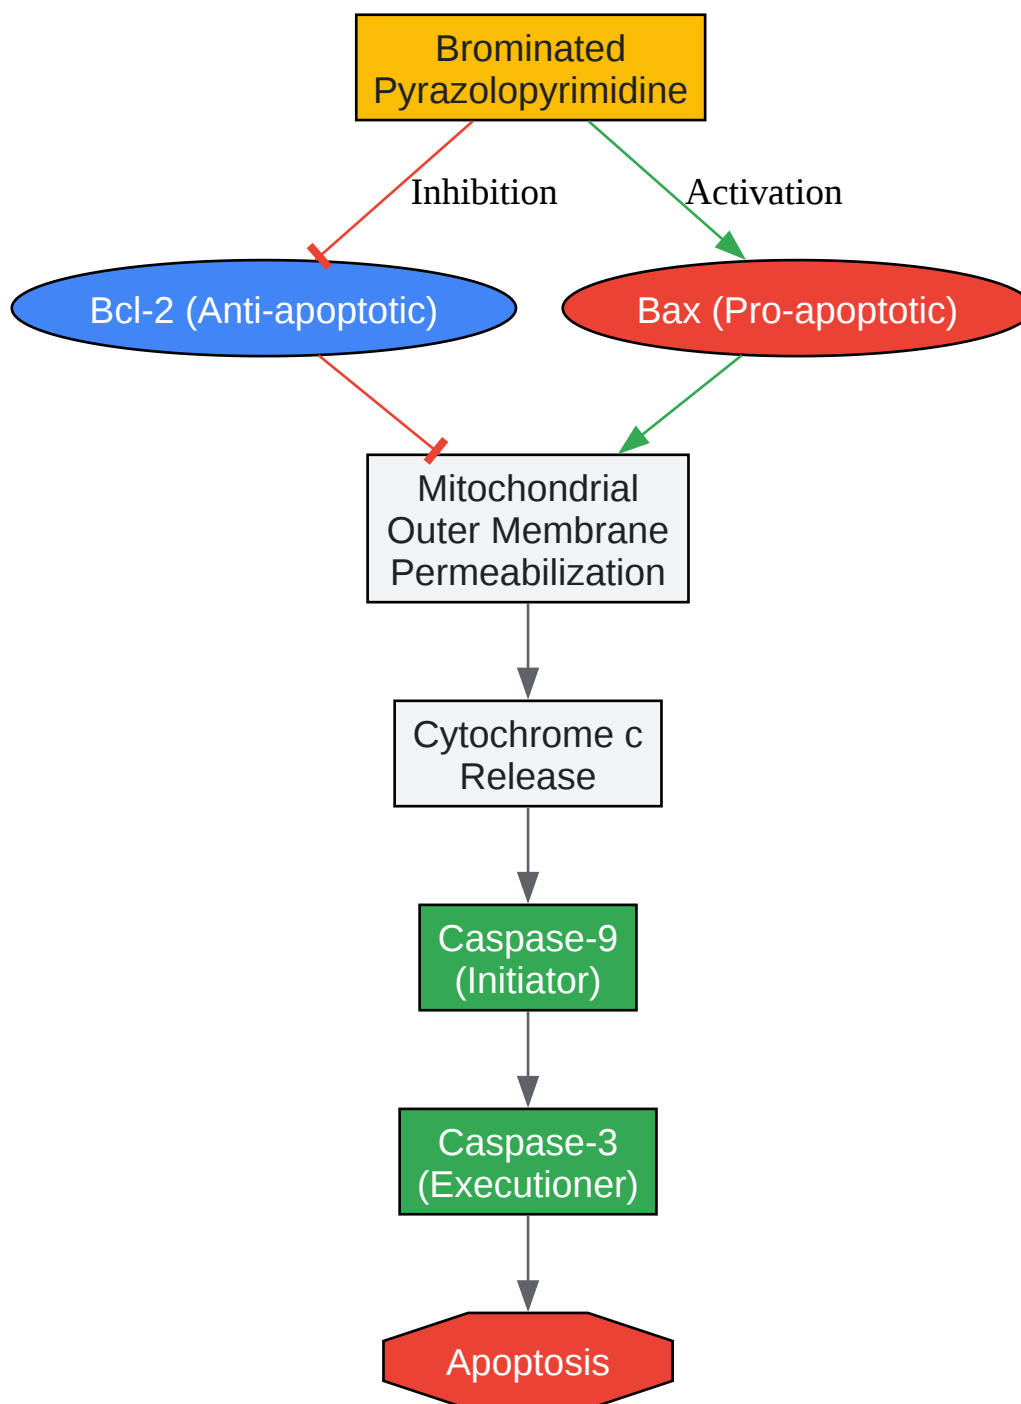 Brominated
Pyrazolopyrimidine
Inhibition
Activation
Bcl-2 (Anti-apoptotic)
Bax (Pro-apoptotic)
Mitochondrial
Outer Membrane
Permeabilization
Cytochrome c
Release
Caspase-9
(Initiator)
Caspase-3
(Executioner)
Apoptosis